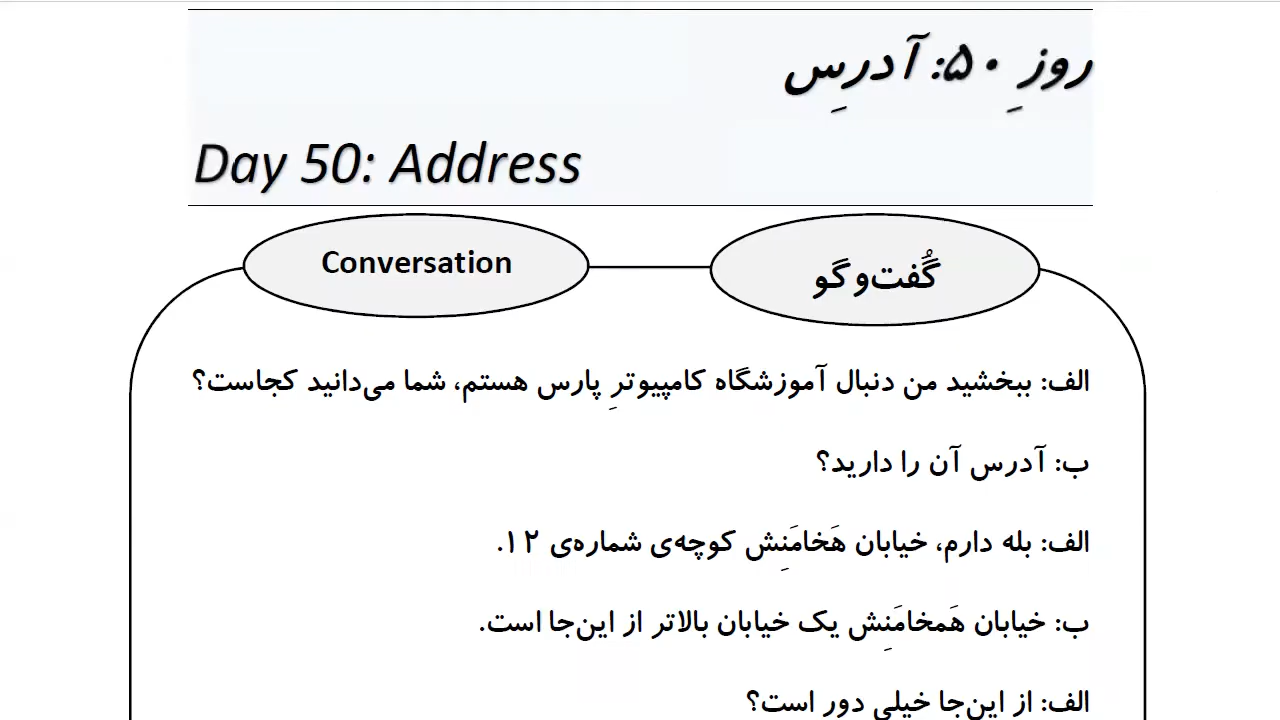 روزِ ۵۰: آدرِس
Day 50: Address
Conversation
گُفت‌و‌گو
الف: ببخشید من دنبال آموزشگاه کامپیوترِ پارس هستم، شما می‌دانید کجاست؟
ب: آدرس آن را دارید؟
الف: بله دارم، خیابان هَخامَنِش کوچه‌ی شماره‌ی ۱۲.
ب: خیابان هَمخامَنِش یک خیابان بالاتر از این‌جا است.
الف: از این‌جا خیلی دور است؟